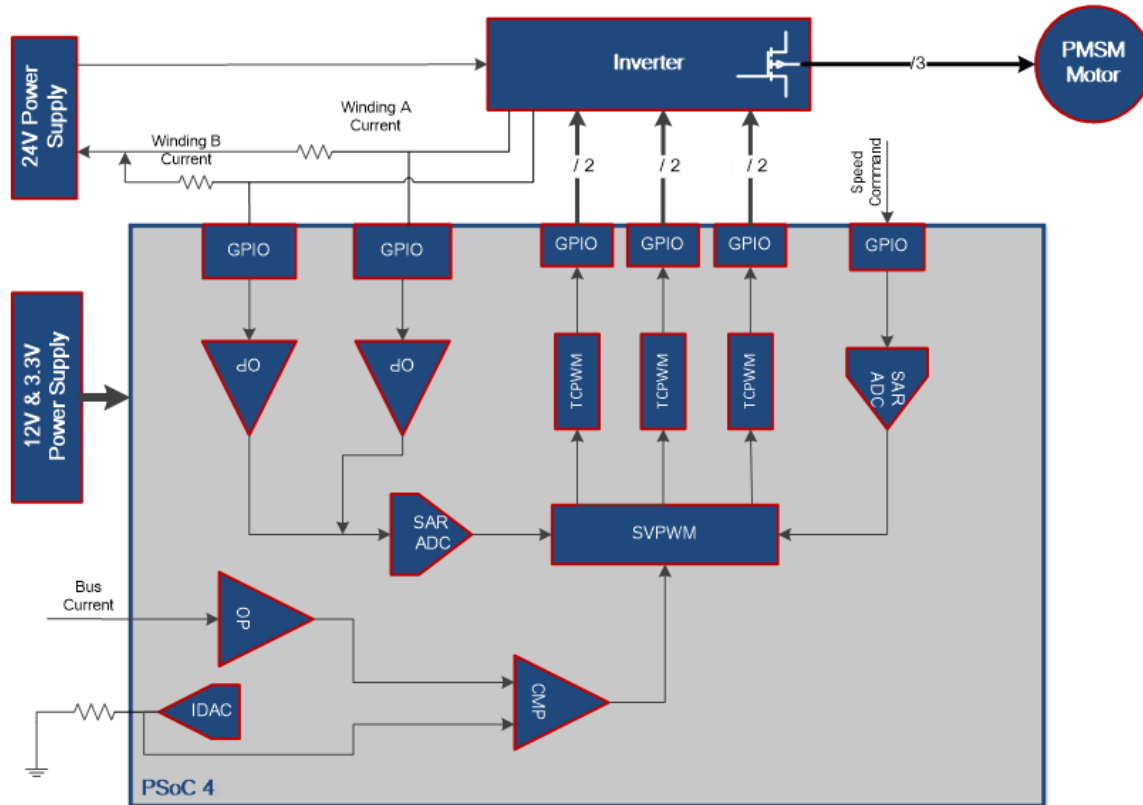 24V Power
Supply
Inverter
/3
PMSM
Motor
Winding A
Current
Winding B
Current
/ 2
/ 2
/ 2
Speed
Command
GPIO
GPIO
GPIO
GPIO
GPIO
GPIO
12V & 3.3V
Power Supply
OP
OP
TCPWM
TCPWM
TCPWM
SAR
ADC
SAR
ADC
SVPWM
Bus
Current
OP
CMP
IDAC
PSoC 4